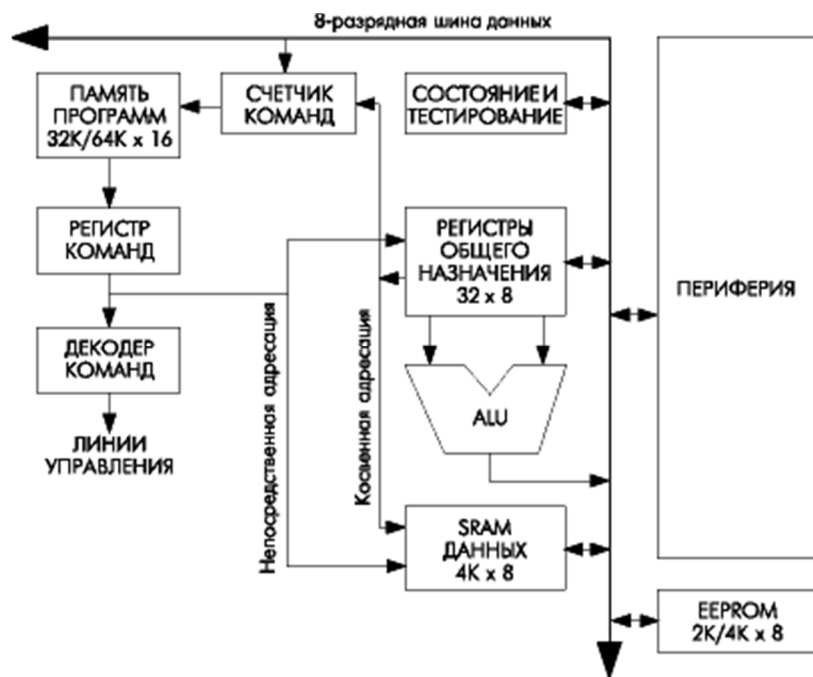 8-разрядная шина данных
ПАМЯТЬ
ПРОГРАММ
32K/64K x 16
СЧЕТЧИК
КОМАНД
СОСТОЯНИЕ И
ТЕСТИРОВАНИЕ
РЕГИСТР
КОМАНД
РЕГИСТРЫ
ОБЩЕГО
НАЗНАЧЕНИЯ
32 x 8
ПЕРИФЕРИЯ
ДЕКОДЕР
КОМАНД
ЛИНИИ
УПРАВЛЕНИЯ
Непосредственная адресация
Косвенная адресация
ALU
SRAM
ДАННЫХ
4K x 8
EEPROM
2K/4K x 8